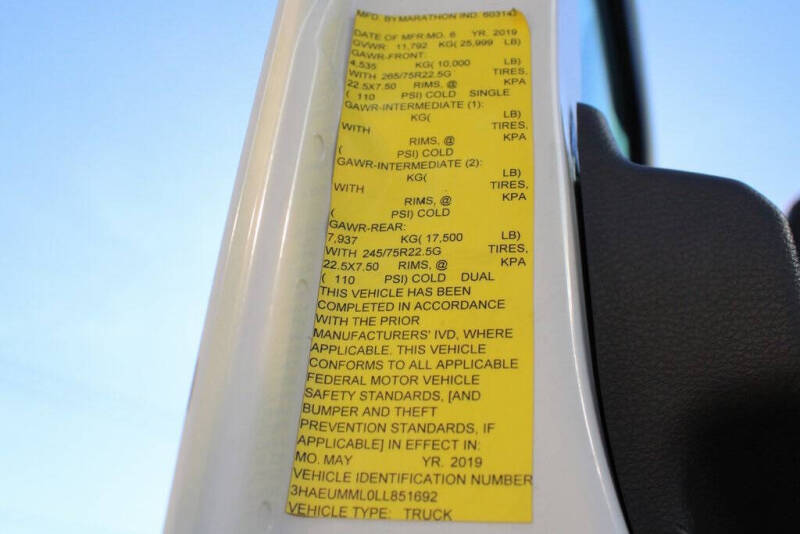 MFD. BY:MARATHON IND. 60314
DATE OF MFR:MO. 6 YR. 2019
GVWR: 11,792 KG( 25,999 LB)
GAWR-FRONT:
4,535 KG( 10,000 LB)
WITH 265/75R22.5G TIRES,
22.5X7.50 RIMS, @ KPA
( 110 PSI) COLD SINGLE
GAWR-INTERMEDIATE (1):
KG( LB)
WITH TIRES,
RIMS, @ KPA
( PSI) COLD
GAWR-INTERMEDIATE (2):
KG( LB)
WITH TIRES,
RIMS, @ KPA
( PSI) COLD
GAWR-REAR:
7,937 KG( 17,500 LB)
WITH 245/75R22.5G TIRES,
22.5X7.50 RIMS, @ KPA
( 110 PSI) COLD DUAL
THIS VEHICLE HAS BEEN
COMPLETED IN ACCORDANCE
WITH THE PRIOR
MANUFACTURERS' IVD, WHERE
APPLICABLE. THIS VEHICLE
CONFORMS TO ALL APPLICABLE
FEDERAL MOTOR VEHICLE
SAFETY STANDARDS, [AND
BUMPER AND THEFT
PREVENTION STANDARDS, IF
APPLICABLE] IN EFFECT IN:
MO. MAY YR. 2019
VEHICLE IDENTIFICATION NUMBER
3HAEUMML0LL851692
VEHICLE TYPE: TRUCK